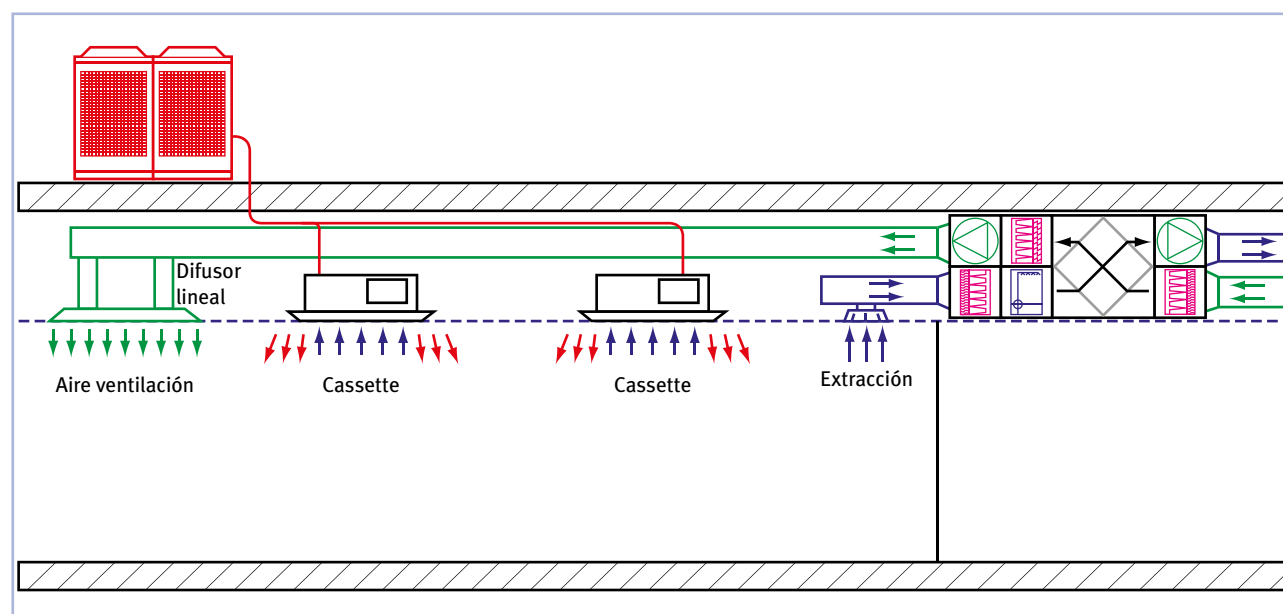 Difusor
lineal
Aire ventilación
Cassette
Cassette
Extracción